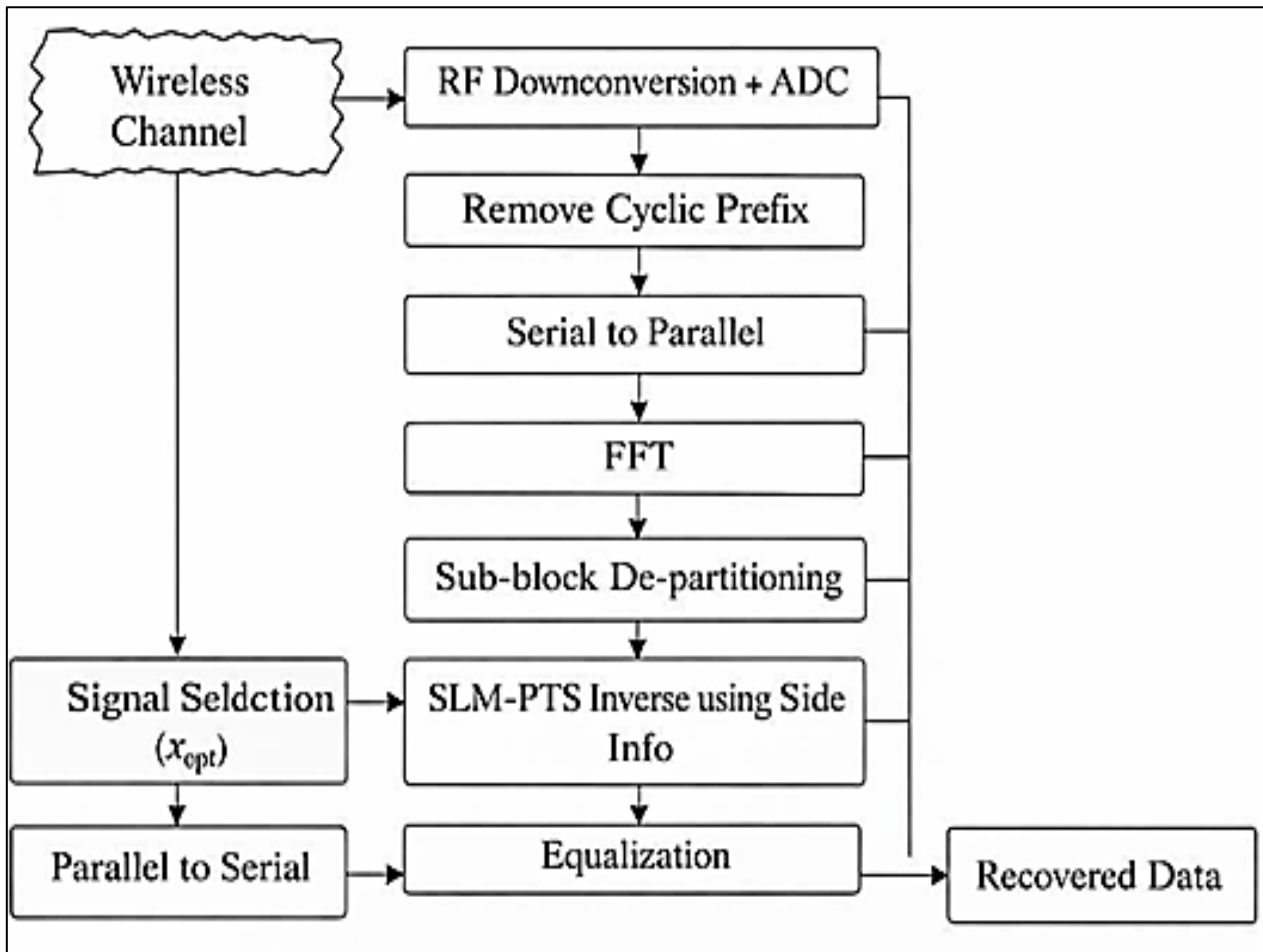 Wireless
Channel
RF Downconversion + ADC
Remove Cyclic Prefix
Serial to Parallel
FFT
Sub-block De-partitioning
Signal Seldction
(x_opt)
SLM-PTS Inverse using Side
Info
Parallel to Serial
Equalization
Recovered Data